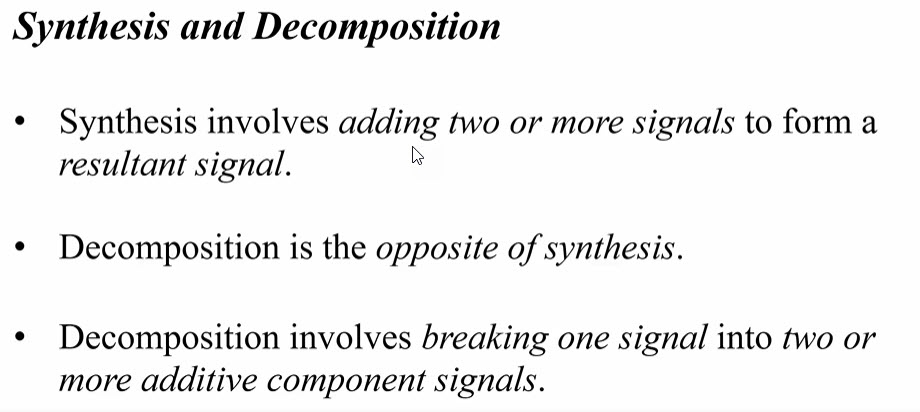 Synthesis and Decomposition
• Synthesis involves adding two or more signals to form a
resultant signal.
• Decomposition is the opposite of synthesis.
• Decomposition involves breaking one signal into two or
more additive component signals.